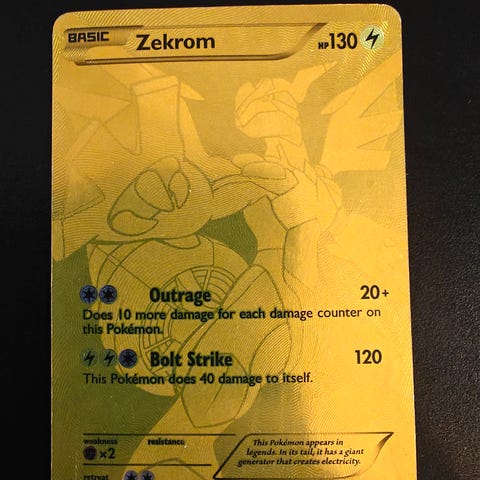 BASIC Zekrom HP130
Outrage 20+
Does 10 more damage for each damage counter on
this Pokémon.
Bolt Strike 120
This Pokémon does 40 damage to itself.
weakness resistance
×2
retreat
This Pokémon appears in
legends. In its tail, it has a giant
generator that creates electricity.